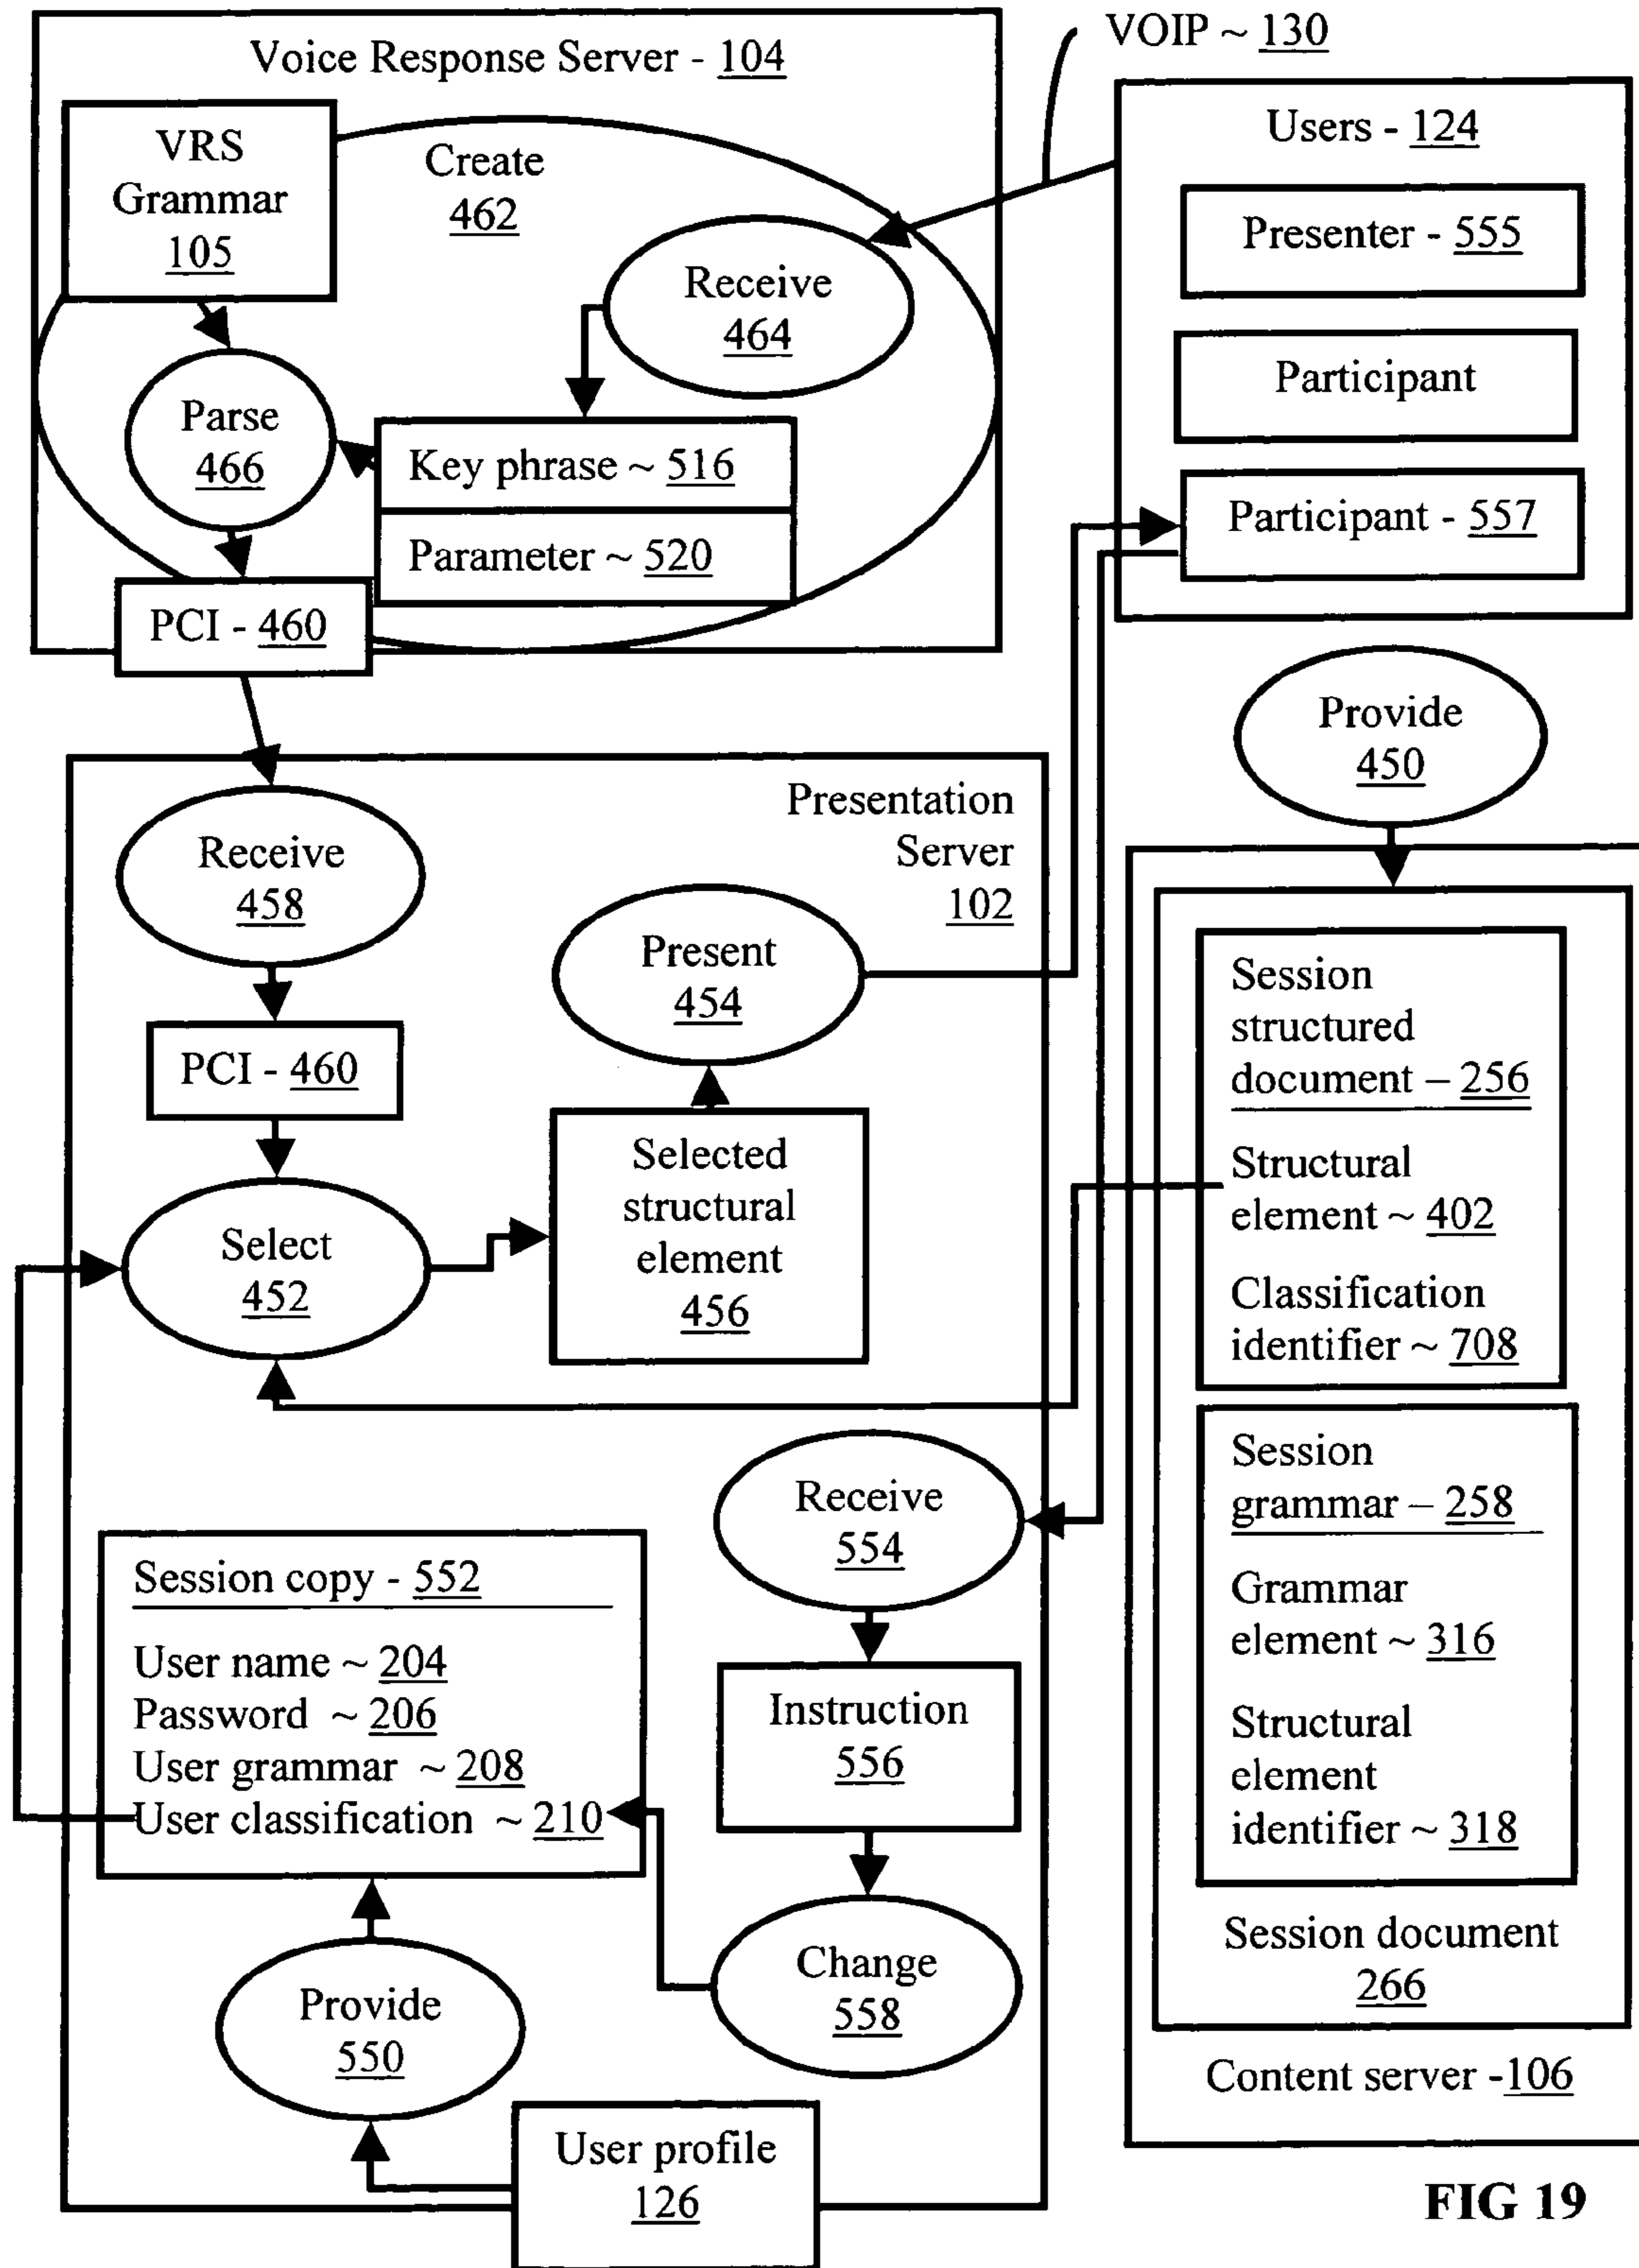 Voice Response Server - 104
VOIP ~ 130
VRS
Grammar
105
Create
462
Receive
464
Parse
466
Key phrase ~ 516
Parameter ~ 520
PCI - 460
Users - 124
Presenter - 555
Participant
Participant - 557
Provide
450
Presentation
Server
102
Receive
458
PCI - 460
Select
452
Present
454
Selected
structural
element
456
Session
structured
document – 256
Structural
element ~ 402
Classification
identifier ~ 708
Session
grammar – 258
Grammar
element ~ 316
Structural
element
identifier ~ 318
Session document
266
Content server -106
Receive
554
Instruction
556
Change
558
Session copy - 552
User name ~ 204
Password ~ 206
User grammar ~ 208
User classification ~ 210
Provide
550
User profile
126
FIG 19